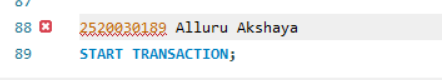 87
88 2520030189 Alluru Akshaya
89 START TRANSACTION;